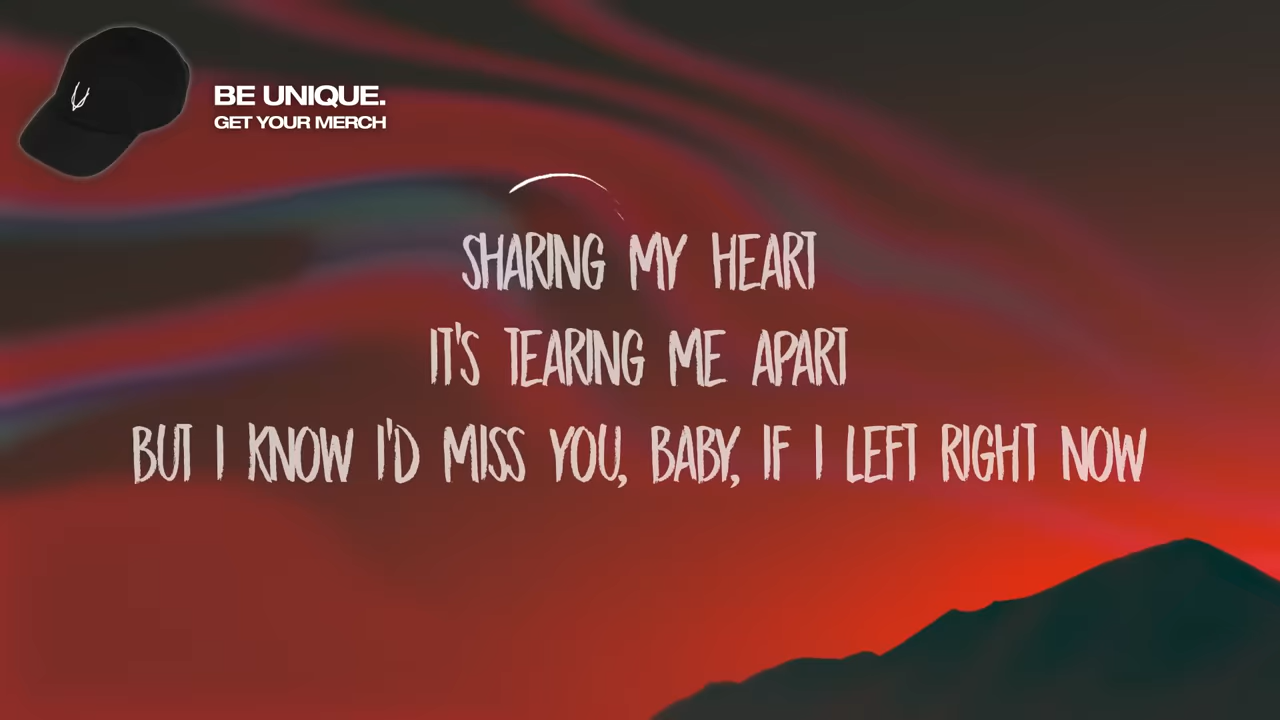 BE UNIQUE.
GET YOUR MERCH
SHARING MY HEART
IT'S TEARING ME APART
BUT I KNOW I'D MISS YOU, BABY, IF I LEFT RIGHT NOW